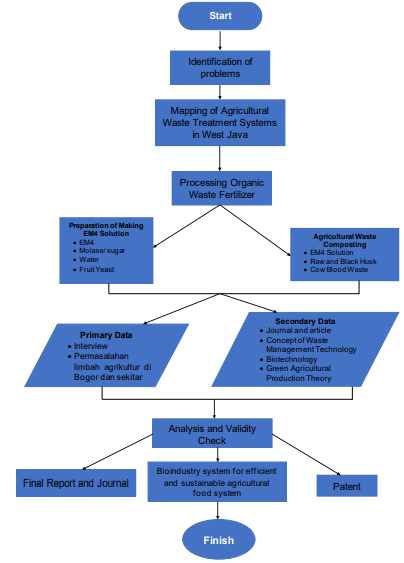 Start
Identification of
problems
Mapping of Agricultural
Waste Treatment Systems
in West Java
Processing Organic
Waste Fertilizer
Preparation of Making
EM4 Solution
• EM4
• Molase/ sugar
• Water
• Fruit Yeast
Agricultural Waste
Composting
• EM4 Solution
• Raw and Black Husk
• Cow Blood Waste
Primary Data
• Interview
• Permasalahan
limbah agrikultur di
Bogor dan sekitar
Secondary Data
• Journal and article
• Concept of Waste
Management Technology
• Biotechnology
• Green Agricultural
Production Theory
Analysis and Validity
Check
Final Report and Journal
Bioindustry system for efficient
and sustainable agricultural
food system
Patent
Finish